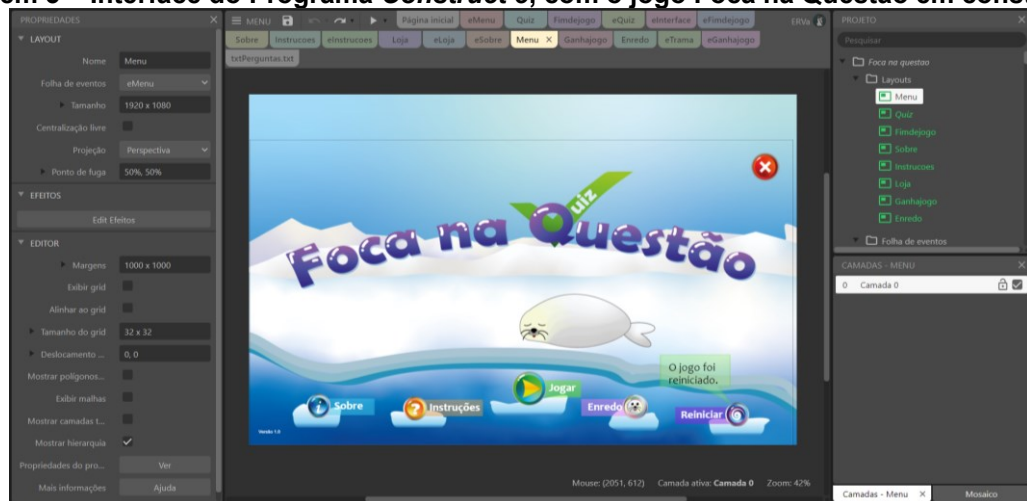 Interface do Programa Construct 3, com o jogo Foca na Questão em
PROPRIEDADES
LAYOUT
Nome Menu
Folha de eventos eMenu
Tamanho 1920 x 1080
Centralização livre
Projeção Perspectiva
Ponto de fuga 50%, 50%
EFEITOS
Edit Efeitos
EDITOR
Margens 1000 x 1000
Exibir grid
Alinhar ao grid
Tamanho do grid 32 x 32
Deslocamento ... 0, 0
Mostrar polígonos...
Exibir malhas
Mostrar camadas t...
Mostrar hierarquia
Propriedades do pro... Ver
Mais informações Ajuda
MENU Página inicial eMenu Quiz Fimdejogo eQuiz eInterface eFimdejogo ERVe
Sobre Instrucoes eInstrucoes Loja eLoja eSobre Menu Ganhajogo Enredo eTrama eGanhajogo
txtPerguntas.txt
Quiz
Foca na Questão
O jogo foi
reiniciado.
Jogar
Sobre Instruções Enredo Reiniciar
Versão 1.0
Mouse: (2051, 612) Camada ativa: Camada 0 Zoom: 42%
PROJETO
Pesquisar
Foca na questao
Layouts
Menu
Quiz
Fimdejogo
Sobre
Instrucoes
Loja
Ganhajogo
Enredo
Folha de eventos
CAMADAS - MENU
0 Camada 0
Camadas - Menu Mosaico